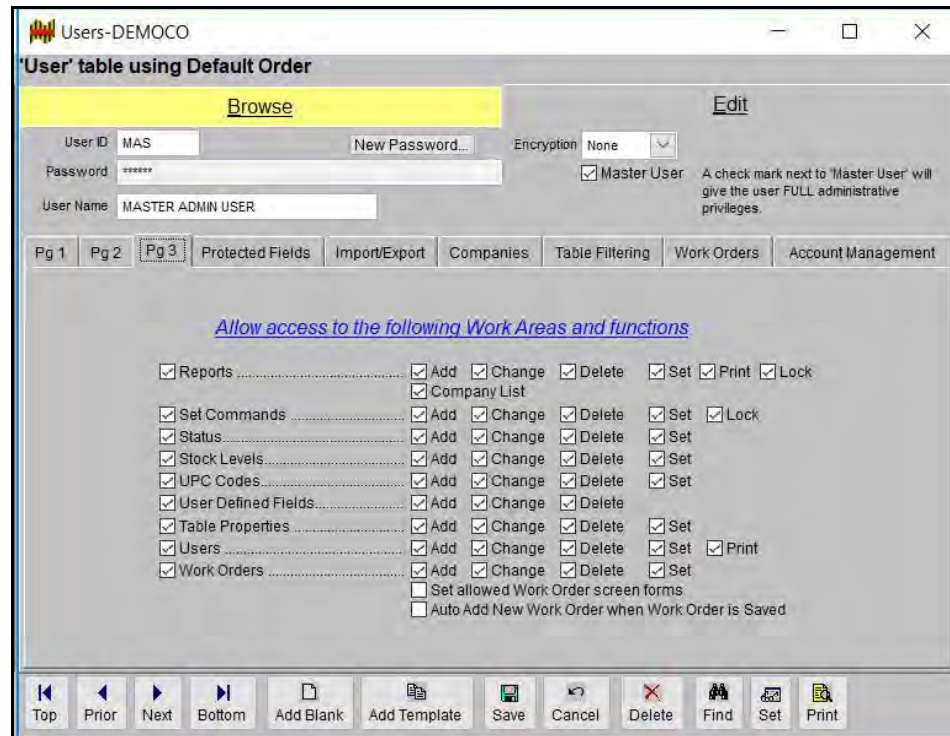 Users-DEMOCO
'User' table using Default Order
Browse Edit
User ID MAS New Password... Encryption None
Password ****** Master User A check mark next to 'Master User' will
give the user FULL administrative
privileges.
User Name MASTER ADMIN USER
Pg 1 Pg 2 Pg 3 Protected Fields Import/Export Companies Table Filtering Work Orders Account Management
Allow access to the following Work Areas and functions
Reports Add Change Delete Set Print Lock
Company List
Set Commands Add Change Delete Set Lock
Status Add Change Delete Set
Stock Levels Add Change Delete Set
UPC Codes Add Change Delete Set
User Defined Fields Add Change Delete
Table Properties Add Change Delete Set
Users Add Change Delete Set Print
Work Orders Add Change Delete Set
Set allowed Work Order screen forms
Auto Add New Work Order when Work Order is Saved
Top Prior Next Bottom Add Blank Add Template Save Cancel Delete Find Set Print